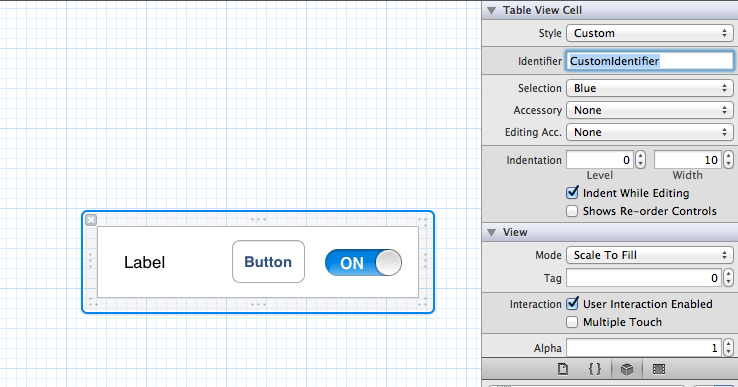 Table View Cell
Style Custom
Identifier CustomIdentifier
Selection Blue
Accessory None
Editing Acc. None
Indentation 0 10
Level Width
Indent While Editing
Shows Re-order Controls
View
Mode Scale To Fill
Tag 0
Interaction User Interaction Enabled
Multiple Touch
Alpha 1
{ }
Label Button ON